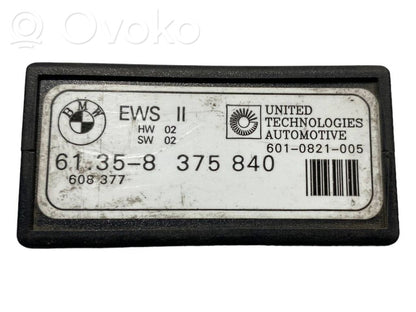 Ovoko
BMW
EWS II
HW 02
SW 02
UNITED
TECHNOLOGIES
AUTOMOTIVE
601-0821-005
61.35-8 375 840
608 377